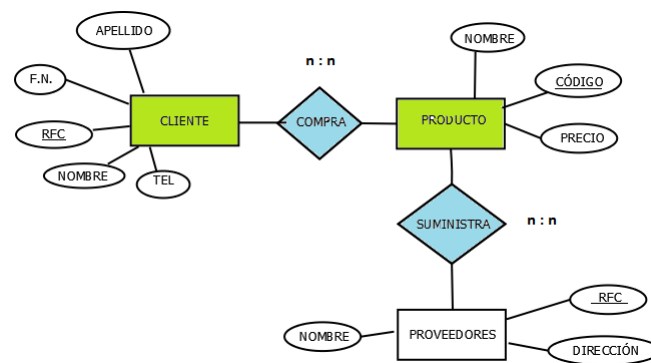 APELLIDO
NOMBRE
n : n
F.N.
CÓDIGO
CLIENTE
COMPRA
PRODUCTO
RFC
PRECIO
NOMBRE
TEL
SUMINISTRA
n : n
RFC
NOMBRE
PROVEEDORES
DIRECCIÓN